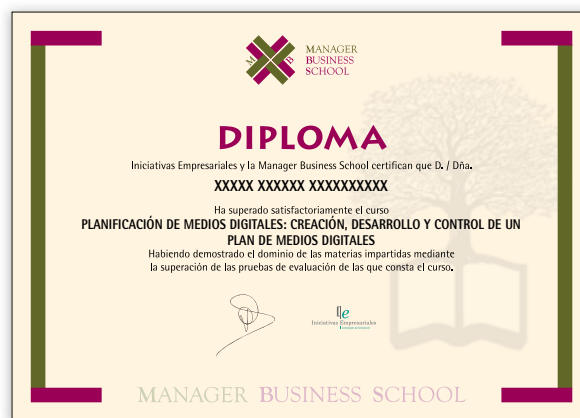 M B
MANAGER
BUSINESS
SCHOOL
DIPLOMA
Iniciativas Empresariales y la Manager Business School certifican que D. / Dña.
XXXXX XXXXXX XXXXXXXXXX
Ha superado satisfactoriamente el curso
PLANIFICACIÓN DE MEDIOS DIGITALES: CREACIÓN, DESARROLLO Y CONTROL DE UN
PLAN DE MEDIOS DIGITALES
Habiendo demostrado el dominio de las materias impartidas mediante
la superación de las pruebas de evaluación de las que consta el curso.
Iniciativas Empresariales
MANAGER BUSINESS SCHOOL